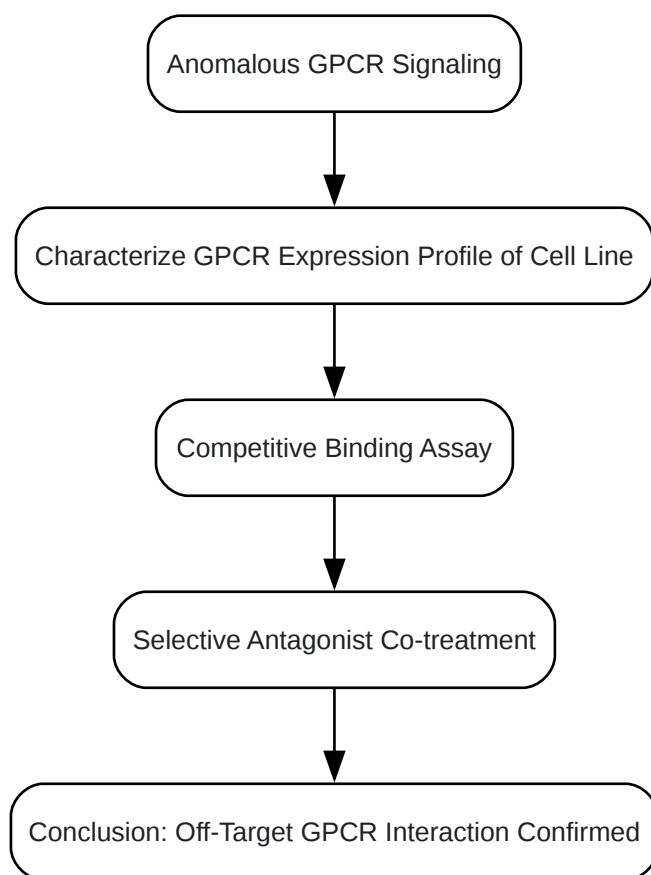 Anomalous GPCR Signaling
Characterize GPCR Expression Profile of Cell Line
Competitive Binding Assay
Selective Antagonist Co-treatment
Conclusion: Off-Target GPCR Interaction Confirmed